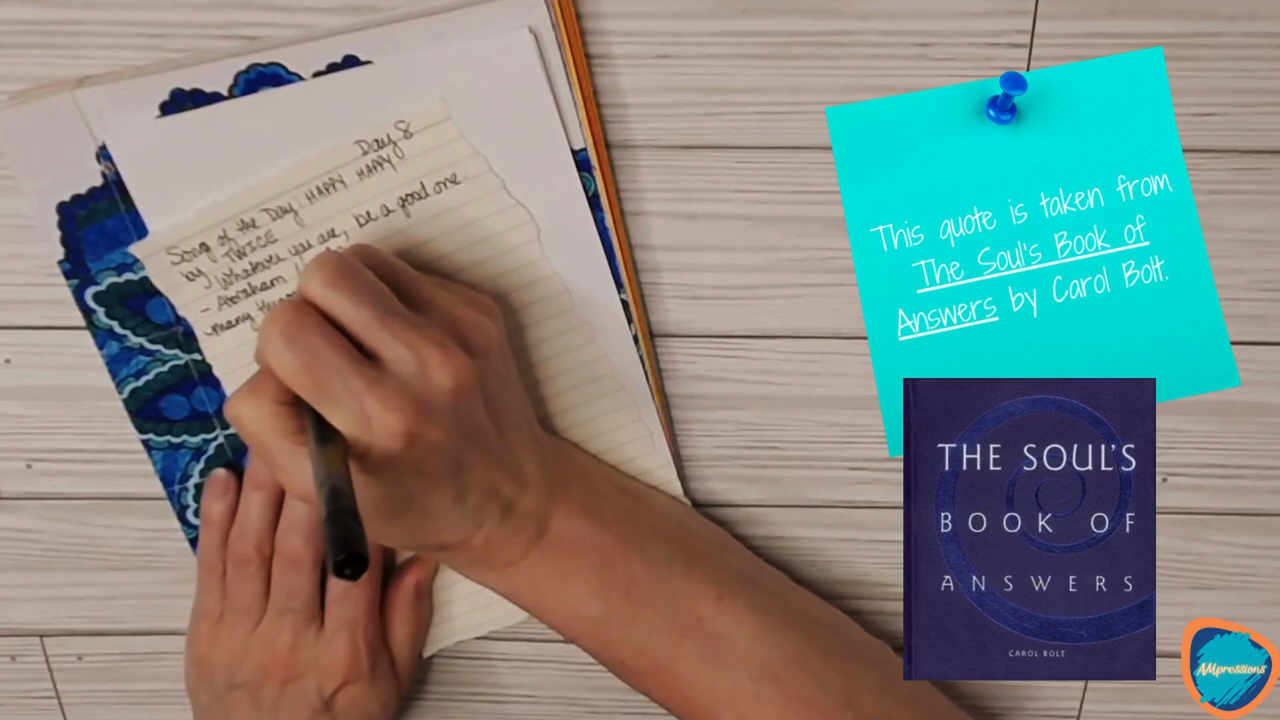 Day 8
Song of the Day: HAPPY HAPPY
by TWICE
Whatever you are, be a good one.
- Abraham
many
This quote is taken from
The Soul's Book of
Answers by Carol Bolt.
THE SOUL'S
BOOK OF
ANSWERS
CAROL BOLT
AMpressions